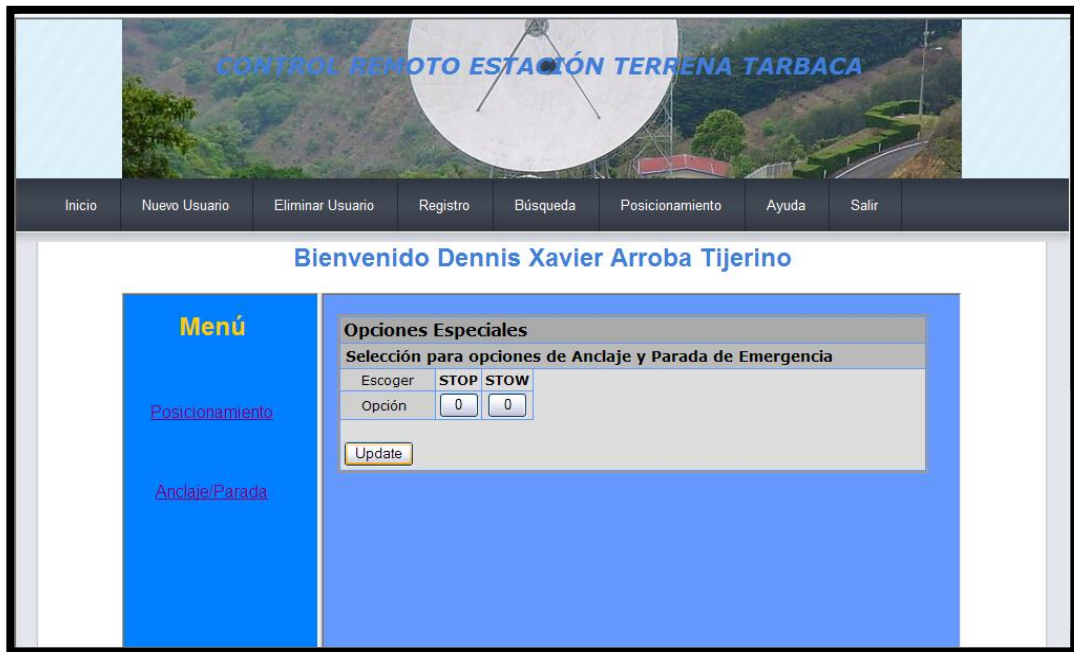 CONTROL REMOTO ESTACIÓN TERRENA TARBACA
Inicio Nuevo Usuario Eliminar Usuario Registro Búsqueda Posicionamiento Ayuda Salir
Bienvenido Dennis Xavier Arroba Tijerino
Menú
Posicionamiento
Anclaje/Parada
Opciones Especiales
Selección para opciones de Anclaje y Parada de Emergencia
Escoger STOP STOW
Opción 0 0
Update